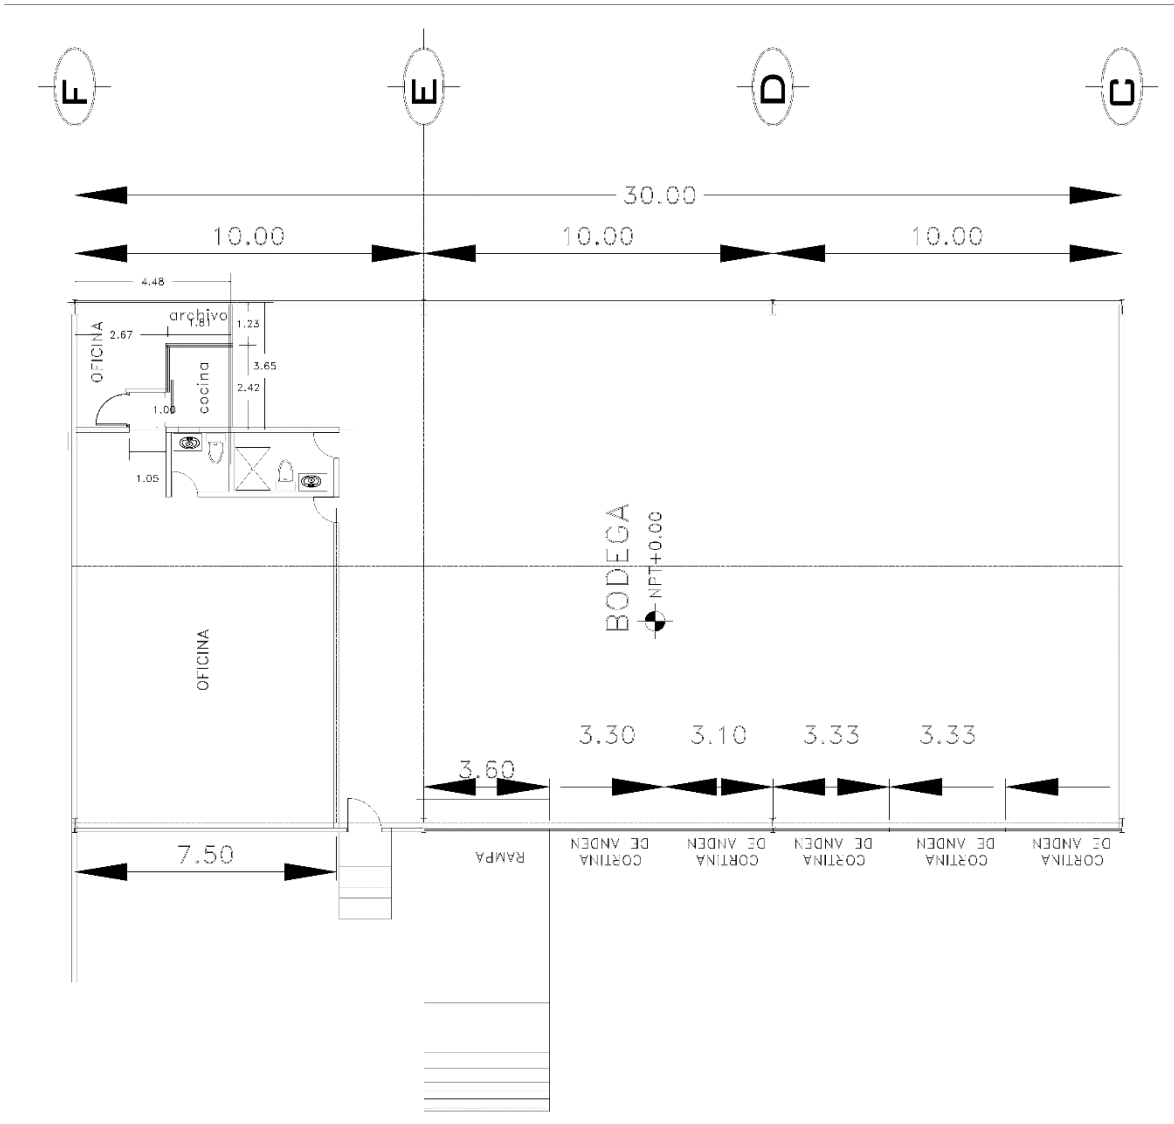 F E D C
30.00
10.00 10.00 10.00
4.48
archivo
1.81
1.23
2.67
OFICINA
3.65
cocina
2.42
1.00
1.05
BODEGA
NPT+0.00
OFICINA
3.30 3.10 3.33 3.33
3.60
7.50
RAMPA
CORTINA
DE ANDEN
CORTINA
DE ANDEN
CORTINA
DE ANDEN
CORTINA
DE ANDEN
CORTINA
DE ANDEN